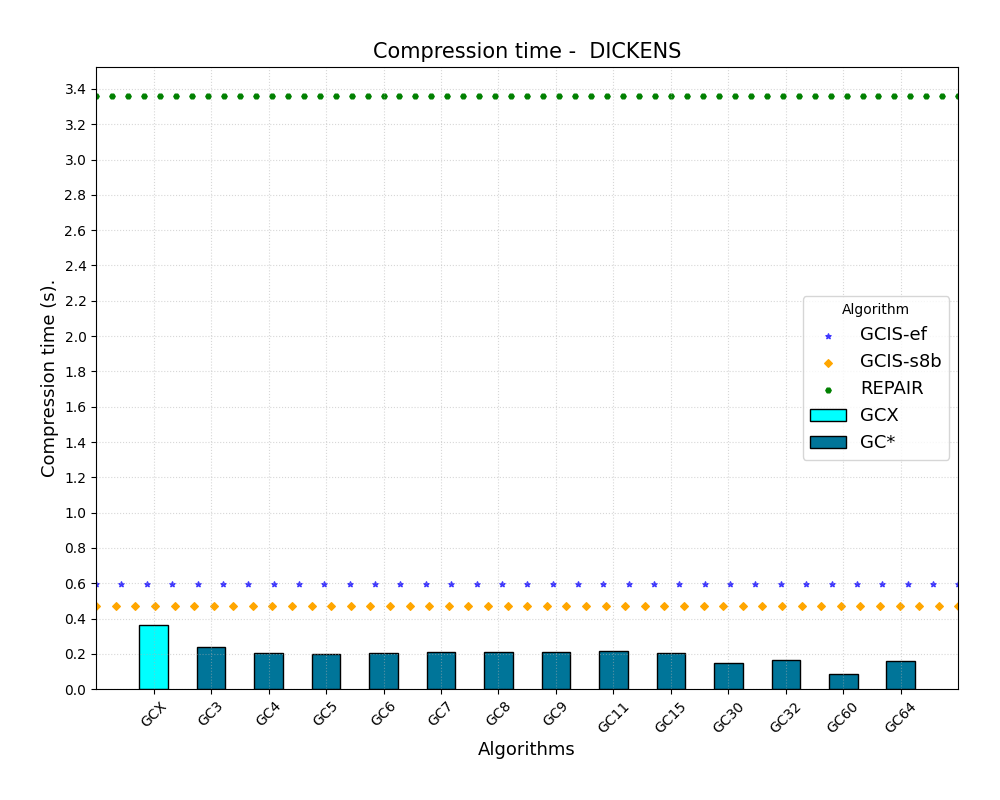 Compression time -  DICKENS
3.4
3.2
3.0
2.8
2.6
2.4
2.2
2.0
1.8
1.6
1.4
1.2
1.0
0.8
0.6
0.4
0.2
0.0
Compression time (s).
Algorithm
GCIS-ef
GCIS-s8b
REPAIR
GCX
GC*
GCX
GC3
GC4
GC5
GC6
GC7
GC8
GC9
GC11
GC15
GC30
GC32
GC60
GC64
Algorithms